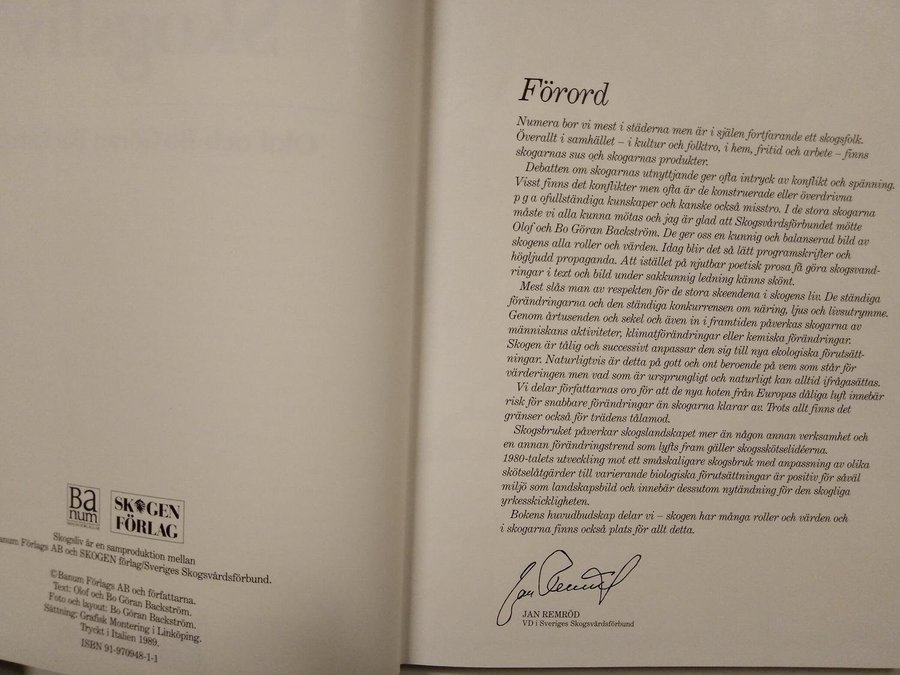 Ba
num
SKOGEN
FÖRLAG
Skogsliv är en samproduktion mellan
Banum Förlags AB och SKOGEN förlag/Sveriges Skogsvårdsförbund.
©Banum Förlags AB och författarna.
Text: Olof och Bo Göran Backström.
Foto och layout: Bo Göran Backström.
Sättning: Grafisk Montering i Linköping.
Tryckt i Italien 1989.
ISBN 91-970948-1-1
Förord
Numera bor vi mest i städerna men är i själen fortfarande ett skogsfolk.
Överallt i samhället – i kultur och folktro, i hem, fritid och arbete – finns
skogarnas sus och skogarnas produkter.
Debatten om skogarnas utnyttjande ger ofta intryck av konflikt och spänning.
Visst finns det konflikter men ofta är de konstruerade eller överdrivna
p g a ofullständiga kunskaper och kanske också misstro. I de stora skogarna
måste vi alla kunna mötas och jag är glad att Skogsvårdsförbundet mötte
Olof och Bo Göran Backström. De ger oss en kunnig och balanserad bild av
skogens alla roller och värden. Idag blir det så lätt programskrifter och
högljudd propaganda. Att istället på njutbar poetisk prosa få göra skogsvand-
ringar i text och bild under sakkunnig ledning känns skönt.
Mest slås man av respekten för de stora skeendena i skogens liv. De ständiga
förändringarna och den ständiga konkurrensen om näring, ljus och livsutrymme.
Genom årtusenden och sekel och även in i framtiden påverkas skogarna av
människans aktiviteter, klimatförändringar eller kemiska förändringar.
Skogen är tålig och successivt anpassar den sig till nya ekologiska förutsätt-
ningar. Naturligtvis är detta på gott och ont beroende på vem som står för
värderingen men vad som är ursprungligt och naturligt kan alltid ifrågasättas.
Vi delar författarnas oro för att de nya hoten från Europas dåliga luft innebär
risk för snabbare förändringar än skogarna klarar av. Trots allt finns det
gränser också för trädens tålamod.
Skogsbruket påverkar skogslandskapet mer än någon annan verksamhet och
en annan förändringstrend som lyfts fram gäller skogsskötselidéerna.
1980-talets utveckling mot ett småskaligare skogsbruk med anpassning av olika
skötselåtgärder till varierande biologiska förutsättningar är positiv för såväl
miljö som landskapsbild och innebär dessutom nytändning för den skogliga
yrkesskickligheten.
Bokens huvudbudskap delar vi – skogen har många roller och värden och
i skogarna finns också plats för allt detta.
Jan Remröd
JAN REMRÖD
VD i Sveriges Skogsvårdsförbund